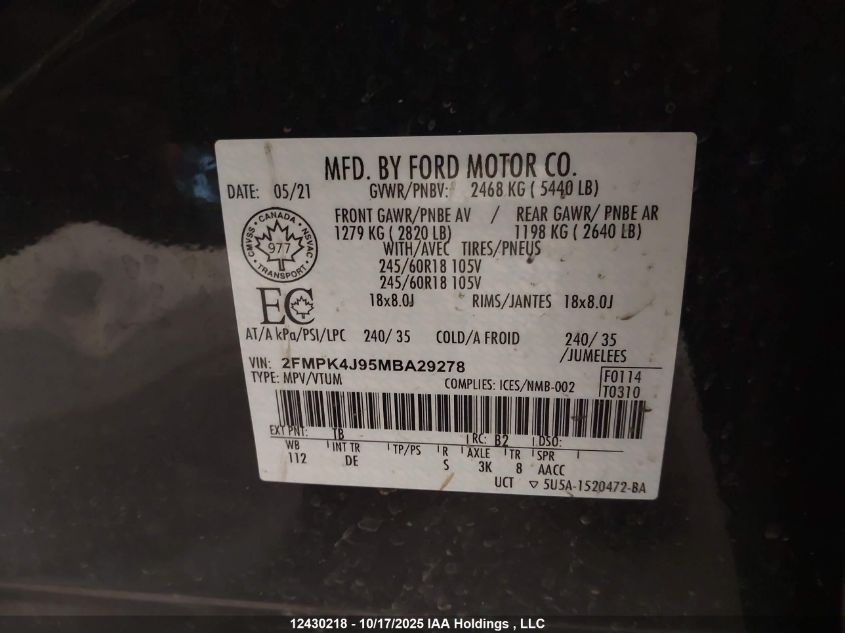 MFD. BY FORD MOTOR CO.
DATE: 05/21 GVWR/PNBV: 2468 KG ( 5440 LB)
FRONT GAWR/PNBE AV / REAR GAWR/ PNBE AR
1279 KG ( 2820 LB) 1198 KG ( 2640 LB)
WITH/AVEC TIRES/PNEUS
245/60R18 105V
245/60R18 105V
18x8.0J RIMS/JANTES 18x8.0J
CMVSS • CANADA • NSVAC
977
TRANSPORT
EC
AT/A kPa/PSI/LPC 240/ 35 COLD/A FROID 240/ 35
/JUMELEES
VIN: 2FMPK4J95MBA29278
TYPE: MPV/VTUM COMPLIES: ICES/NMB-002
F0114
T0310
EXT PNT: TB RC: B2 DSO:
WB INT TR TP/PS R AXLE TR SPR
112 DE S 3K 8 AACC
UCT ▽ 5U5A-1520472-BA
12430218 - 10/17/2025 IAA Holdings , LLC